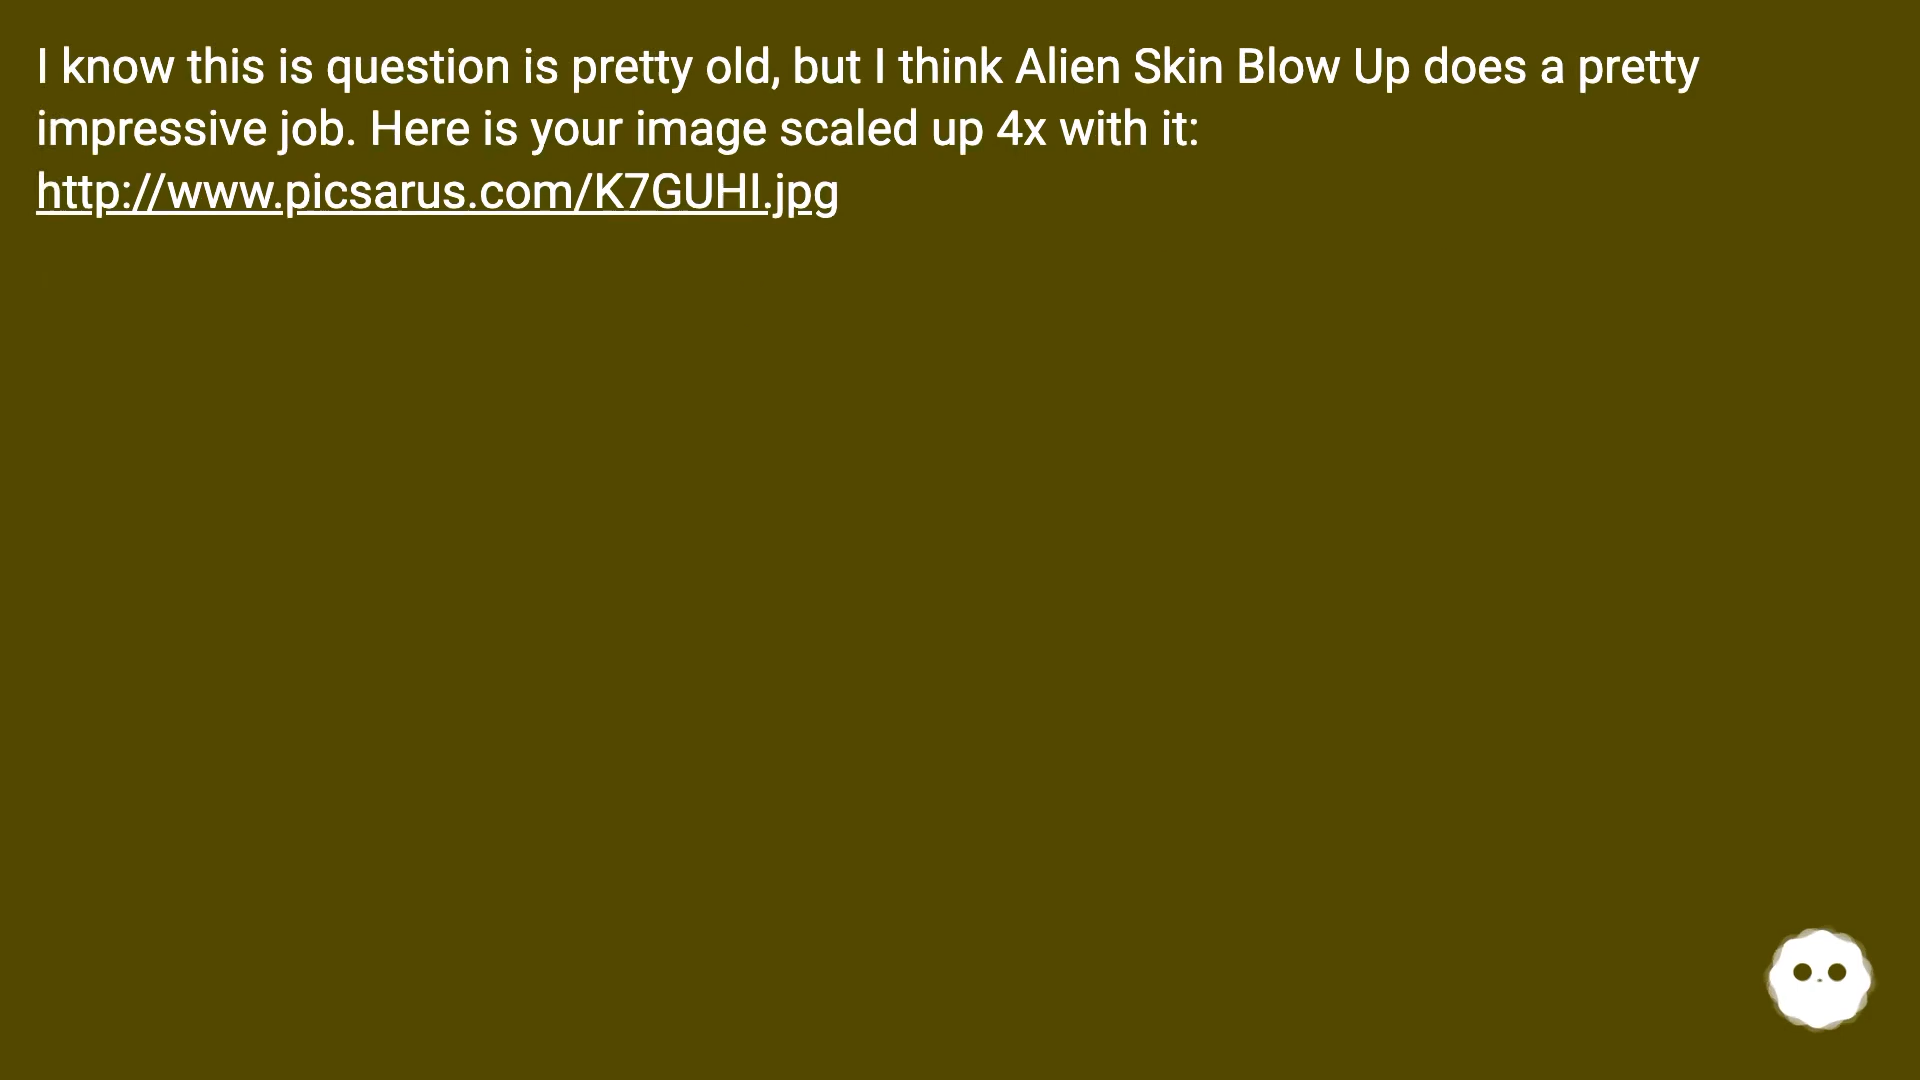 I know this is question is pretty old, but I think Alien Skin Blow Up does a pretty
impressive job. Here is your image scaled up 4x with it:
http://www.picsarus.com/K7GUHI.jpg